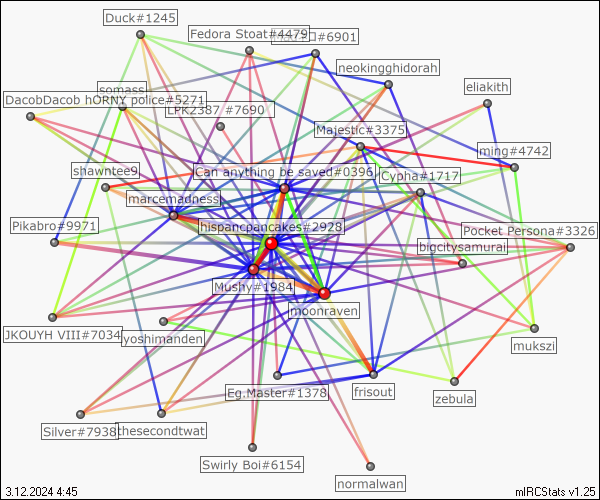 Duck#1245
Fedora Stoat#4479
#6901
neokingghidorah
eliakith
somass
DacobDacob hORNY police#5271
LPK2387 #7690
Majestic#3375
ming#4742
shawntee9
Can anything be saved#0396
Cypha#1717
marcemadness
Pikabro#9971
hispancpancakes#2928
Pocket Persona#3326
bigcitysamurai
Mushy#1984
moonraven
JKOUYH VIII#7034
lyoshimanden
mukszi
Eg.Master#1378
frisout
zebula
Silver#7938
thesecondtwat
Swirly Boi#6154
normalwan
3.12.2024 4:45
mIRCStats v1.25